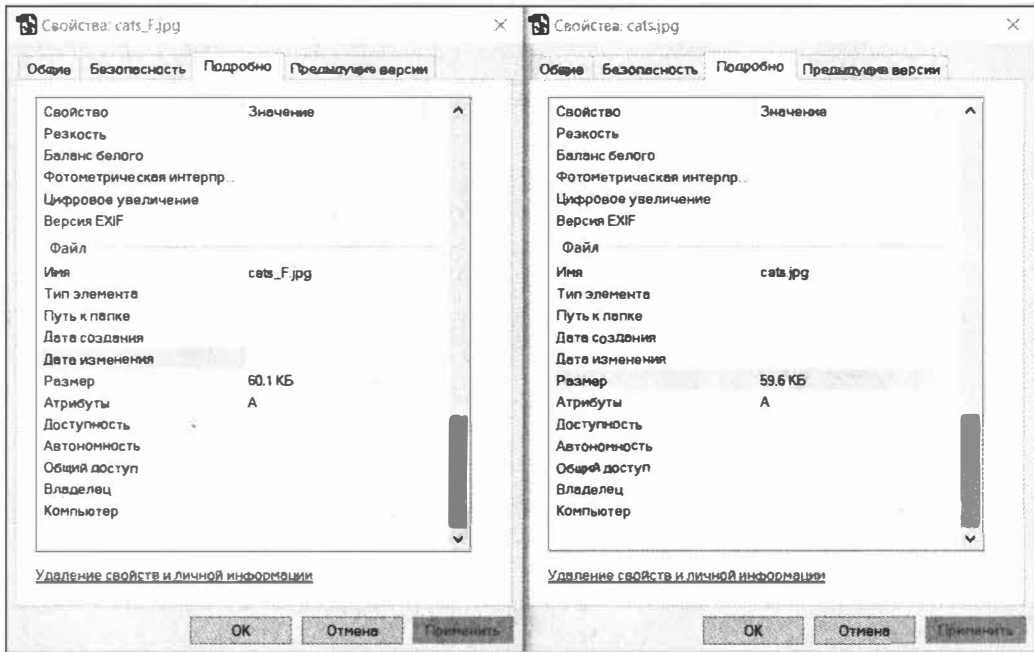 Свойства: cats_F.jpg
Общие Безопасность Подробно Предыдущие версии
Свойство Значение
Резкость
Баланс белого
Фотометрическая интерпр...
Цифровое увеличение
Версия EXIF
Файл
Имя cats_F.jpg
Тип элемента
Путь к папке
Дата создания
Дата изменения
Размер 60.1 КБ
Атрибуты A
Доступность
Автономность
Общий доступ
Владелец
Компьютер
Удаление свойств и личной информации
ОК Отмена Применить
Свойства: cats.jpg
Общие Безопасность Подробно Предыдущие версии
Свойство Значение
Резкость
Баланс белого
Фотометрическая интерпр...
Цифровое увеличение
Версия EXIF
Файл
Имя cats.jpg
Тип элемента
Путь к папке
Дата создания
Дата изменения
Размер 59.6 КБ
Атрибуты A
Доступность
Автономность
Общий доступ
Владелец
Компьютер
Удаление свойств и личной информации
ОК Отмена Применить